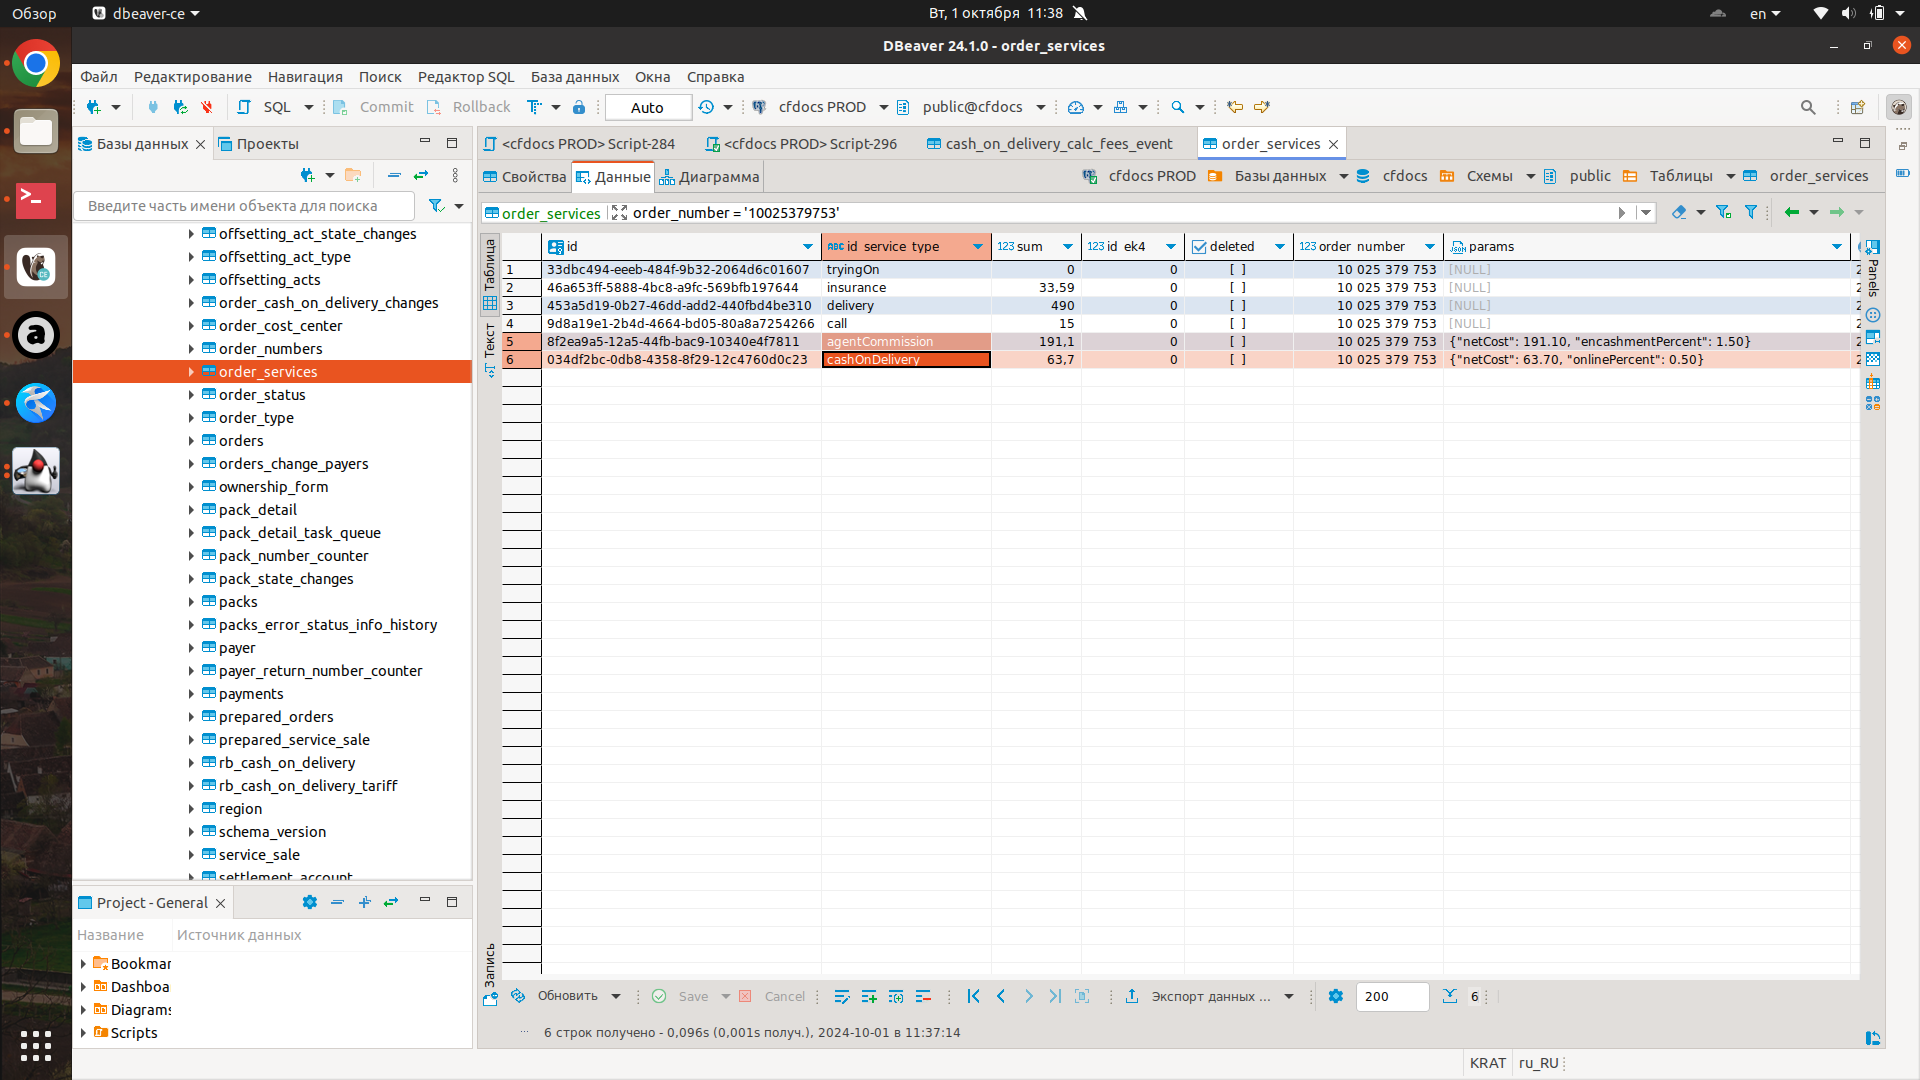 Обзор
dbeaver-ce
Вт, 1 октября 11:38
en
DBeaver 24.1.0 - order_services
Файл Редактирование Навигация Поиск Редактор SQL База данных Окна Справка
SQL Commit Rollback Auto cfdocs PROD public@cfdocs
Базы данных Проекты
<cfdocs PROD> Script-284 <cfdocs PROD> Script-296 cash_on_delivery_calc_fees_event order_services
Свойства Данные Диаграмма
cfdocs PROD Базы данных cfdocs Схемы public Таблицы order_services
Введите часть имени объекта для поиска
order_services order_number = '10025379753'
offsetting_act_state_changes
offsetting_act_type
offsetting_acts
order_cash_on_delivery_changes
order_cost_center
order_numbers
order_services
order_status
order_type
orders
orders_change_payers
ownership_form
pack_detail
pack_detail_task_queue
pack_number_counter
pack_state_changes
packs
packs_error_status_info_history
payer
payer_return_number_counter
payments
prepared_orders
prepared_service_sale
rb_cash_on_delivery
rb_cash_on_delivery_tariff
region
schema_version
service_sale
settlement_account
Таблица
Текст
Запись
Panels
id ABC id_service_type 123 sum 123 id_ek4 deleted 123 order_number params
1 33dbc494-eeeb-484f-9b32-2064d6c01607 tryingOn 0 0 [ ] 10 025 379 753 [NULL] 2
2 46a653ff-5888-4bc8-a9fc-569bfb197644 insurance 33,59 0 [ ] 10 025 379 753 [NULL] 2
3 453a5d19-0b27-46dd-add2-440fbd4be310 delivery 490 0 [ ] 10 025 379 753 [NULL] 2
4 9d8a19e1-2b4d-4664-bd05-80a8a7254266 call 15 0 [ ] 10 025 379 753 [NULL] 2
5 8f2ea9a5-12a5-44fb-bac9-10340e4f7811 agentCommission 191,1 0 [ ] 10 025 379 753 {"netCost": 191.10, "encashmentPercent": 1.50} 2
6 034df2bc-0db8-4358-8f29-12c4760d0c23 cashOnDelivery 63,7 0 [ ] 10 025 379 753 {"netCost": 63.70, "onlinePercent": 0.50} 2
Project - General
Название Источник данных
Bookmar
Dashboa
Diagrams
Scripts
Обновить Save Cancel Экспорт данных ... 200 6
6 строк получено - 0,096s (0,001s получ.), 2024-10-01 в 11:37:14
KRAT ru_RU